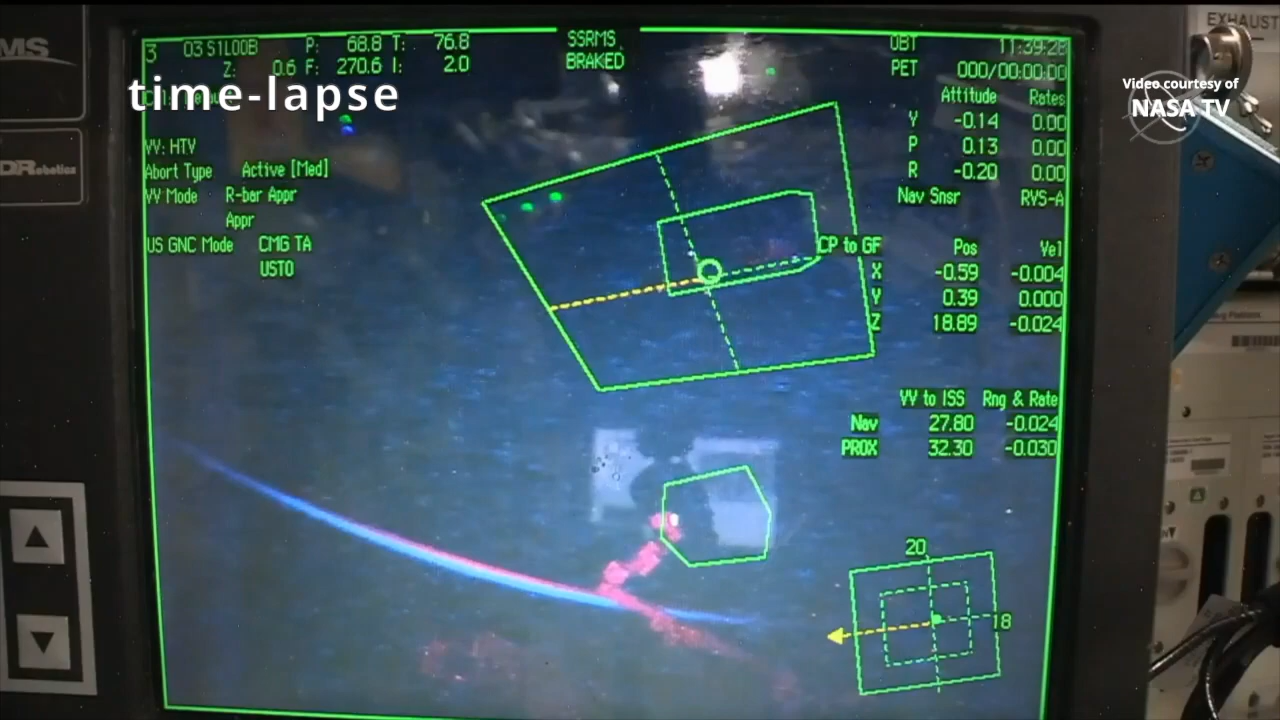 MS
DRobotics
3 03 S1L00B P: 68.8 T: 76.8
Z: 0.6 F: 270.6 I: 2.0
SSRMS
BRAKED
OBT 11:39:28
PET 000/00:00:00
time-lapse
Video courtesy of
NASA TV
EXHAUST
VV: HTV
Abort Type Active [Med]
VV Mode R-bar Appr
Appr
US GNC Mode CMG TA
USTO
Attitude Rates
Y -0.14 0.00
P 0.13 0.00
R -0.20 0.00
Nav Snsr RVS-A
CP to GF Pos Vel
X -0.59 -0.004
Y 0.39 0.000
Z 18.89 -0.024
VV to ISS Rng & Rate
Nav 27.80 -0.024
PROX 32.30 -0.030
20
18